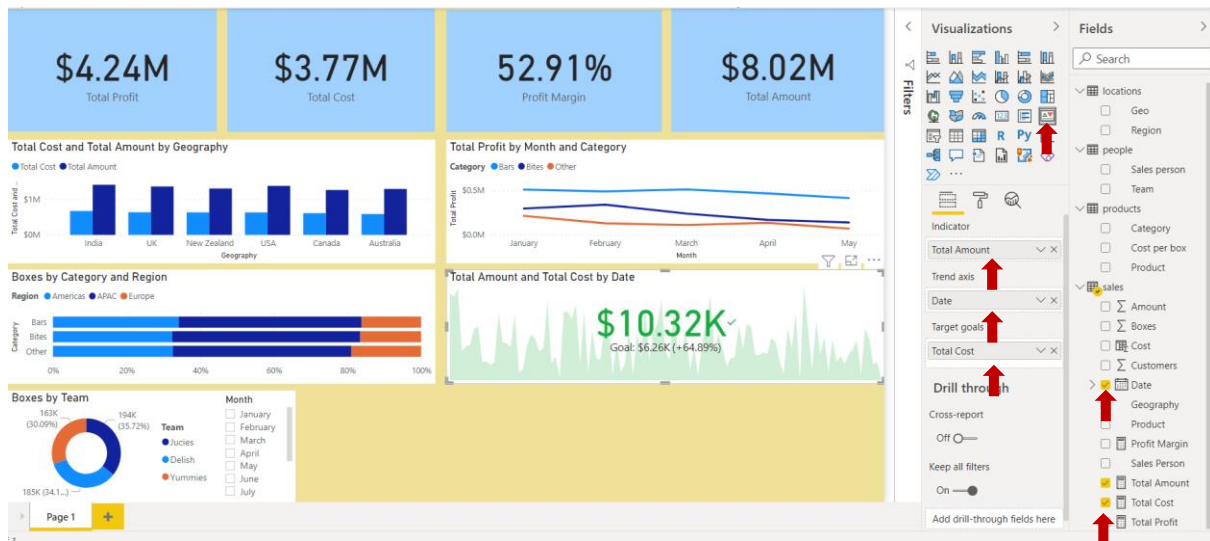 $4.24M
Total Profit
$3.77M
Total Cost
52.91%
Profit Margin
$8.02M
Total Amount
Total Cost and Total Amount by Geography
Total Cost Total Amount
Total Cost and ...
$1M
$0M
India UK New Zealand USA Canada Australia
Geography
Total Profit by Month and Category
Category Bars Bites Other
Total Profit
$0.5M
$0.0M
January February March April May
Month
Boxes by Category and Region
Region Americas APAC Europe
Category
Bars
Bites
Other
0% 20% 40% 60% 80% 100%
Total Amount and Total Cost by Date
$10.32K
Goal: $6.26K (+64.89%)
Boxes by Team
163K
(30.09%)
194K
(35.72%)
185K (34.1...)
Team
Jucies
Delish
Yummies
Month
January
February
March
April
May
June
July
Page 1 +
Filters
Visualizations
R Py
...
Indicator
Total Amount
Trend axis
Date
Target goals
Total Cost
Drill through
Cross-report
Off
Keep all filters
On
Add drill-through fields here
Fields
Search
locations
Geo
Region
people
Sales person
Team
products
Category
Cost per box
Product
sales
Amount
Boxes
Cost
Customers
Date
Geography
Product
Profit Margin
Sales Person
Total Amount
Total Cost
Total Profit